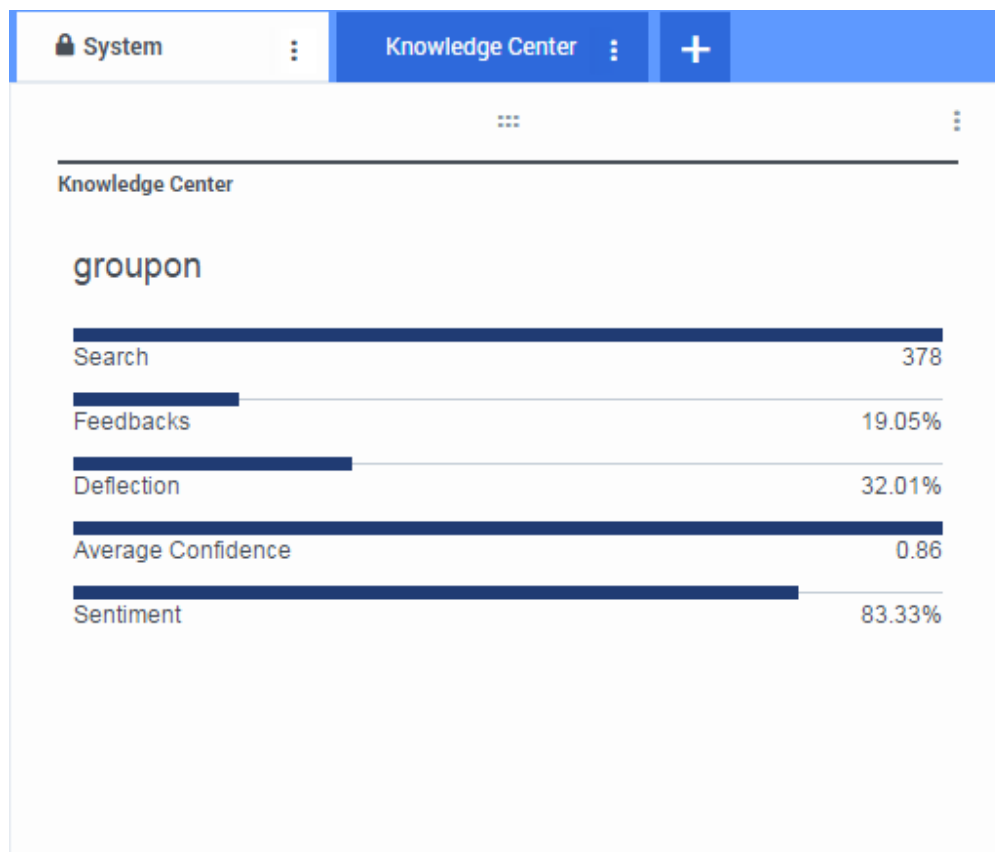 System
Knowledge Center
Knowledge Center
groupon
Search 378
Feedbacks 19.05%
Deflection 32.01%
Average Confidence 0.86
Sentiment 83.33%